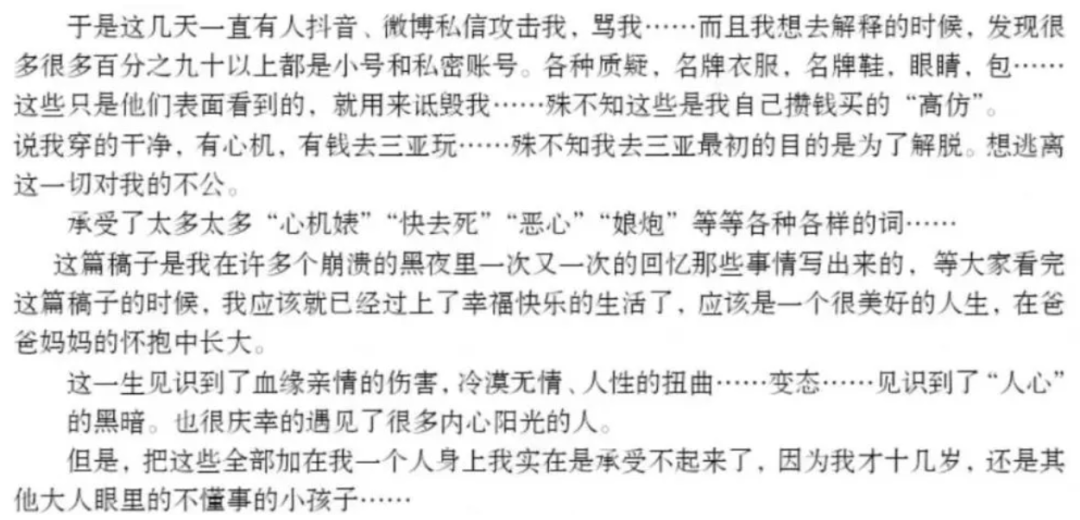 于是这几天一直有人抖音、微博私信攻击我，骂我……而且我想去解释的时候，发现很
多很多百分之九十以上都是小号和私密账号。各种质疑，名牌衣服，名牌鞋，眼睛，包……
这些只是他们表面看到的，就用来诋毁我……殊不知这些是我自己攒钱买的“高仿”。
说我穿的干净，有心机，有钱去三亚玩……殊不知我去三亚最初的目的是为了解脱。想逃离
这一切对我的不公。
承受了太多太多“心机婊”“快去死”“恶心”“娘炮”等等各种各样的词……
这篇稿子是我在许多个崩溃的黑夜里一次又一次的回忆那些事情写出来的，等大家看完
这篇稿子的时候，我应该就已经过上了幸福快乐的生活了，应该是一个很美好的人生，在爸
爸妈妈的怀抱中长大。
这一生见识到了血缘亲情的伤害，冷漠无情、人性的扭曲……变态……见识到了“人心”
的黑暗。也很庆幸的遇见了很多内心阳光的人。
但是，把这些全部加在我一个人身上我实在是承受不起来了，因为我才十几岁，还是其
他大人眼里的不懂事的小孩子……